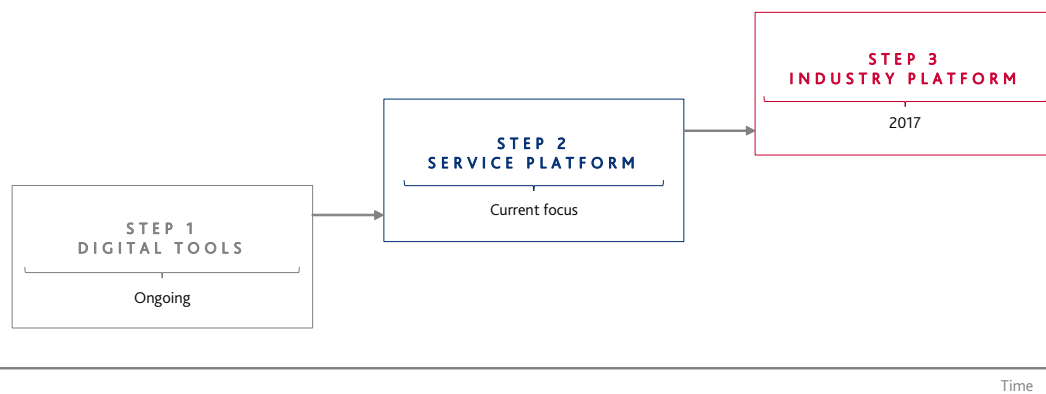 STEP 1
DIGITAL TOOLS
Ongoing
STEP 2
SERVICE PLATFORM
Current focus
STEP 3
INDUSTRY PLATFORM
2017
Time